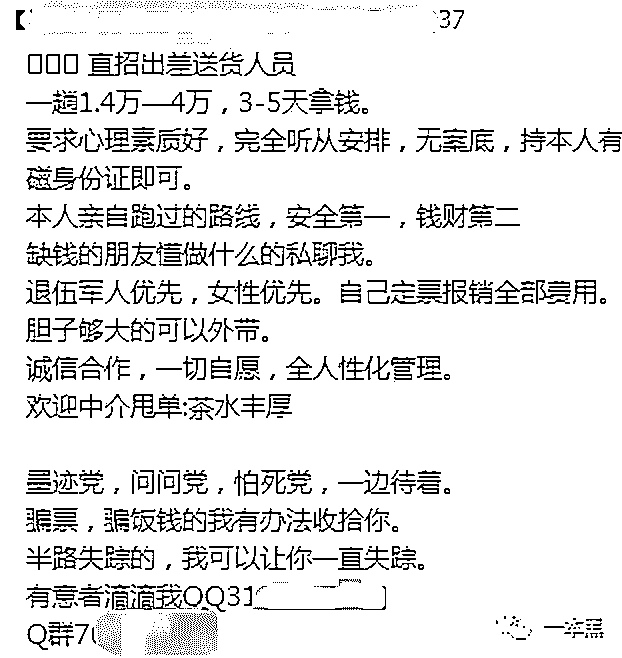 【 37
直招出差送货人员
一趟1.4万—4万，3-5天拿钱。
要求心理素质好，完全听从安排，无案底，持本人有
磁身份证即可。
本人亲自跑过的路线，安全第一，钱财第二
缺钱的朋友懂做什么的私聊我。
退伍军人优先，女性优先。自己定票报销全部费用。
胆子够大的可以外带。
诚信合作，一切自愿，全人性化管理。
欢迎中介甩单:茶水丰厚
墨迹党，问问党，怕死党，一边待着。
骗票，骗饭钱的我有办法收拾你。
半路失踪的，我可以让你一直失踪。
有意者滴滴我QQ31
Q群7
一本黑